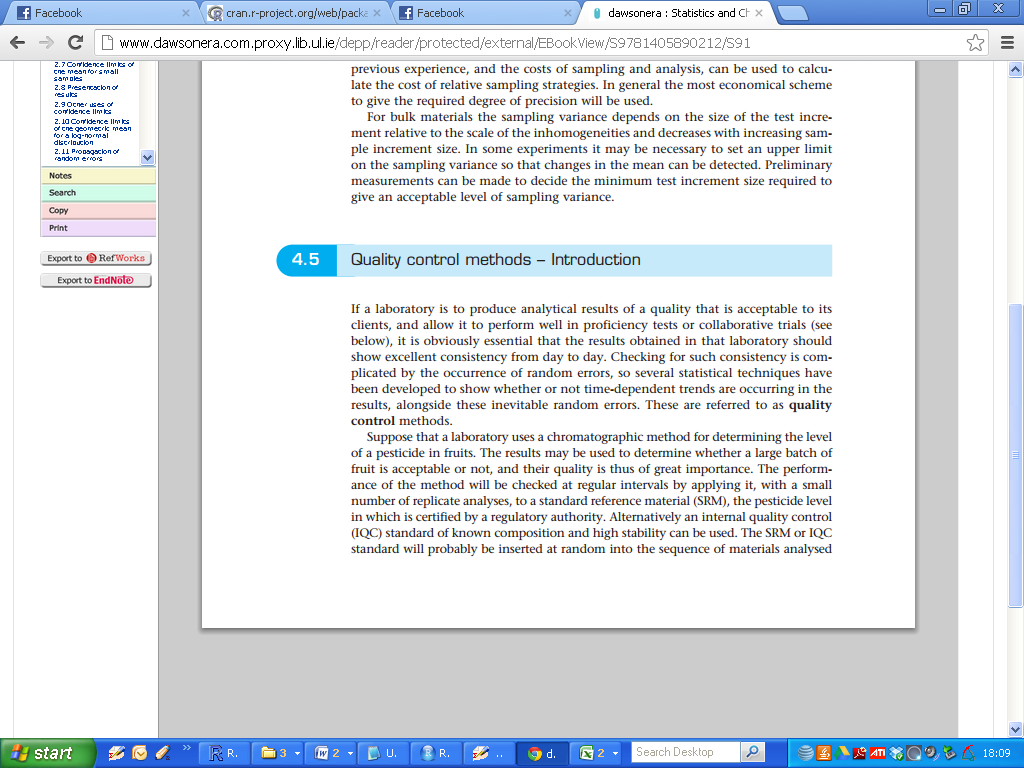 Facebook
cran.r-project.org/web/packa
Facebook
dawsonera : Statistics and Ch
www.dawsonera.com.proxy.lib.ul.ie/depp/reader/protected/external/EBookView/S9781405890212/S91
2.7 Confidence limits of
the mean for small
samples
2.8 Presentation of
results
2.9 Other uses of
confidence limits
2.10 Confidence limits
of the geometric mean
for a log-normal
distribution
2.11 Propagation of
random errors
Notes
Search
Copy
Print
Export to RefWorks
Export to EndNote
previous experience, and the costs of sampling and analysis, can be used to calcu-
late the cost of relative sampling strategies. In general the most economical scheme
to give the required degree of precision will be used.
For bulk materials the sampling variance depends on the size of the test incre-
ment relative to the scale of the inhomogeneities and decreases with increasing sam-
ple increment size. In some experiments it may be necessary to set an upper limit
on the sampling variance so that changes in the mean can be detected. Preliminary
measurements can be made to decide the minimum test increment size required to
give an acceptable level of sampling variance.
4.5 Quality control methods – Introduction
If a laboratory is to produce analytical results of a quality that is acceptable to its
clients, and allow it to perform well in proficiency tests or collaborative trials (see
below), it is obviously essential that the results obtained in that laboratory should
show excellent consistency from day to day. Checking for such consistency is com-
plicated by the occurrence of random errors, so several statistical techniques have
been developed to show whether or not time-dependent trends are occurring in the
results, alongside these inevitable random errors. These are referred to as quality
control methods.
Suppose that a laboratory uses a chromatographic method for determining the level
of a pesticide in fruits. The results may be used to determine whether a large batch of
fruit is acceptable or not, and their quality is thus of great importance. The perform-
ance of the method will be checked at regular intervals by applying it, with a small
number of replicate analyses, to a standard reference material (SRM), the pesticide level
in which is certified by a regulatory authority. Alternatively an internal quality control
(IQC) standard of known composition and high stability can be used. The SRM or IQC
standard will probably be inserted at random into the sequence of materials analysed
start
R.
3
2
U.
R.
..
d.
2
Search Desktop
18:09